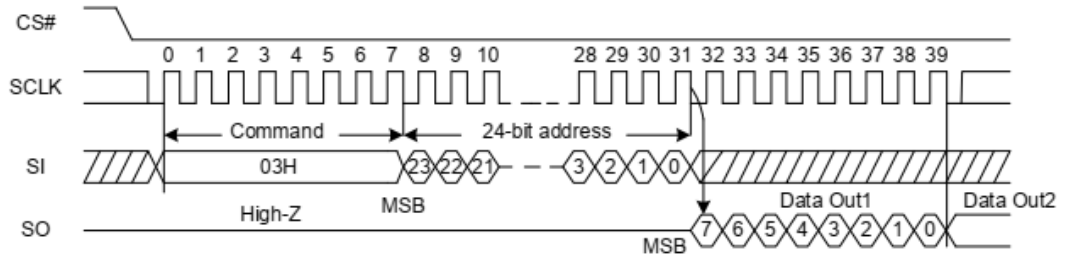 CS#
0 1 2 3 4 5 6 7 8 9 10 28 29 30 31 32 33 34 35 36 37 38 39
SCLK
Command 24-bit address
SI 03H 23 22 21 3 2 1 0
High-Z MSB Data Out1 Data Out2
SO 7 6 5 4 3 2 1 0
MSB